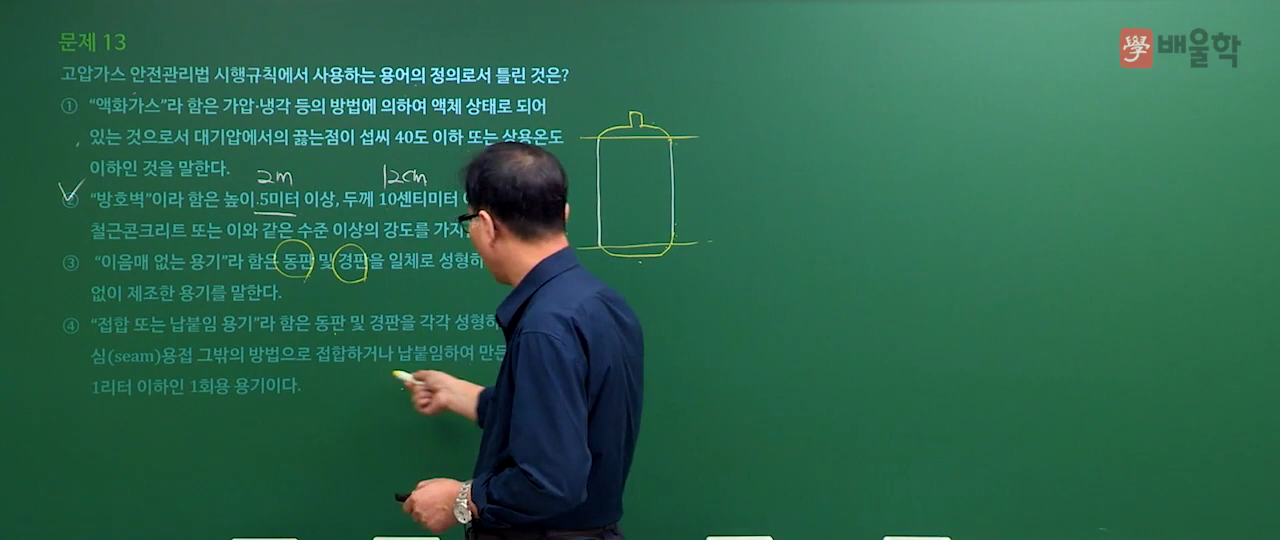 문제 13
學 배울학
고압가스 안전관리법 시행규칙에서 사용하는 용어의 정의로서 틀린 것은?
① “액화가스”라 함은 가압·냉각 등의 방법에 의하여 액체 상태로 되어
있는 것으로서 대기압에서의 끓는점이 섭씨 40도 이하 또는 상용온도
이하인 것을 말한다.
2m 12cm
② “방호벽”이라 함은 높이 .5미터 이상, 두께 10센티미터
철근콘크리트 또는 이와 같은 수준 이상의 강도를
③ “이음매 없는 용기”라 함은 동판 및 경판을 일체로
없이 제조한 용기를 말한다.
④ “접합 또는 납붙임 용기”라 함은 동판 및 경판을 각각
심(seam)용접 그밖의 방법으로 접합하거나 납붙임하여
1리터 이하인 1회용 용기이다.